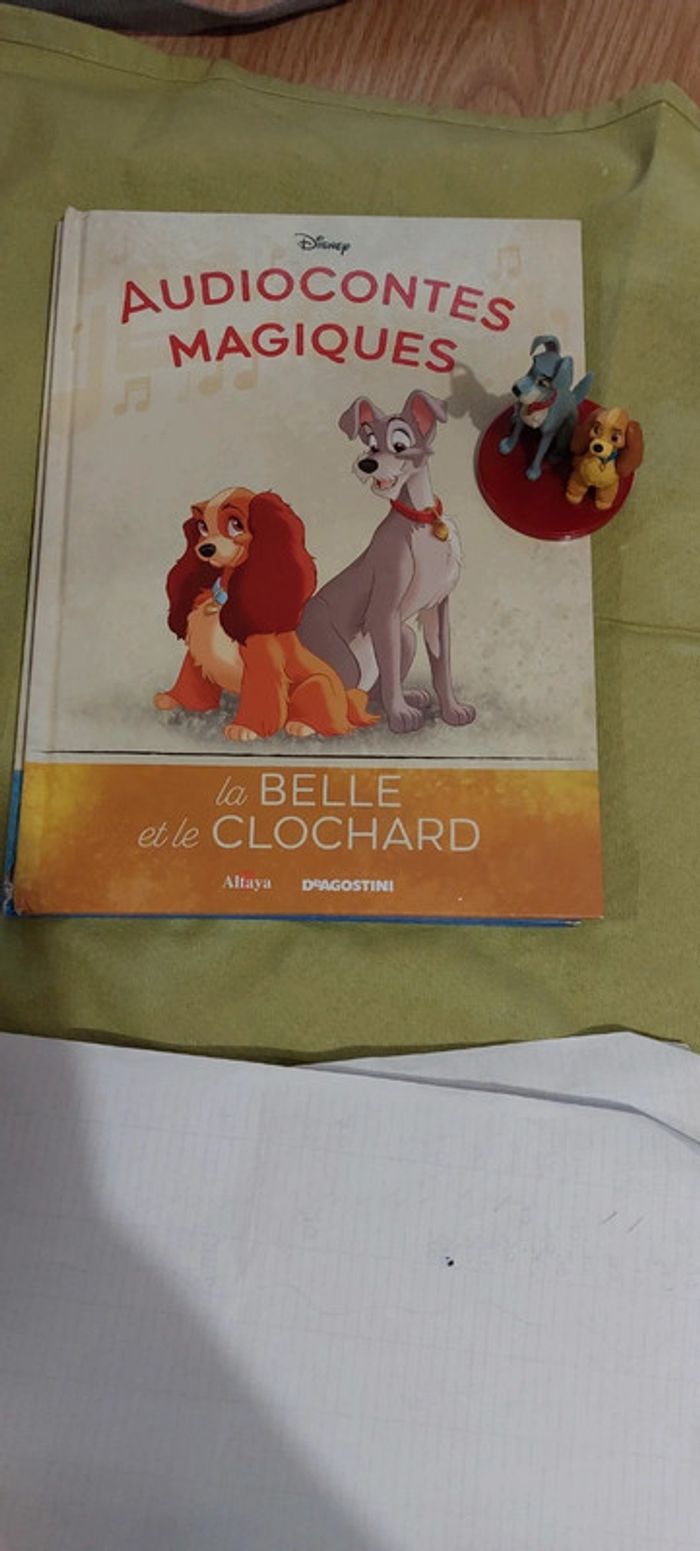 Disney
AUDIOCONTES
MAGIQUES
la BELLE
et le CLOCHARD
Altaya DeAGOSTINI